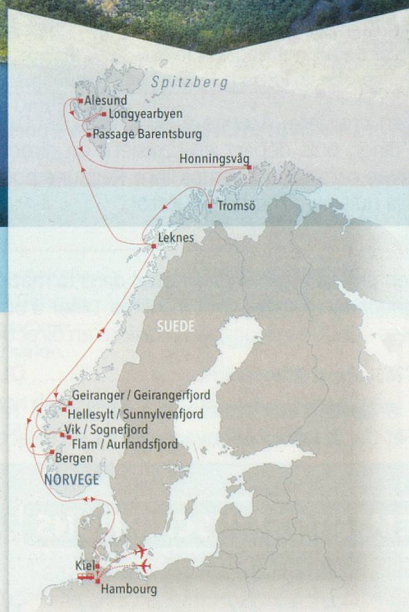 Spitzberg
Alesund
Longyearbyen
Passage Barentsburg
Honningsvåg
Tromsö
Leknes
SUEDE
Geiranger / Geirangerfjord
Hellesylt / Sunnylvenfjord
Vik / Sognefjord
Flam / Aurlandsfjord
Bergen
NORVEGE
Kiel
Hambourg